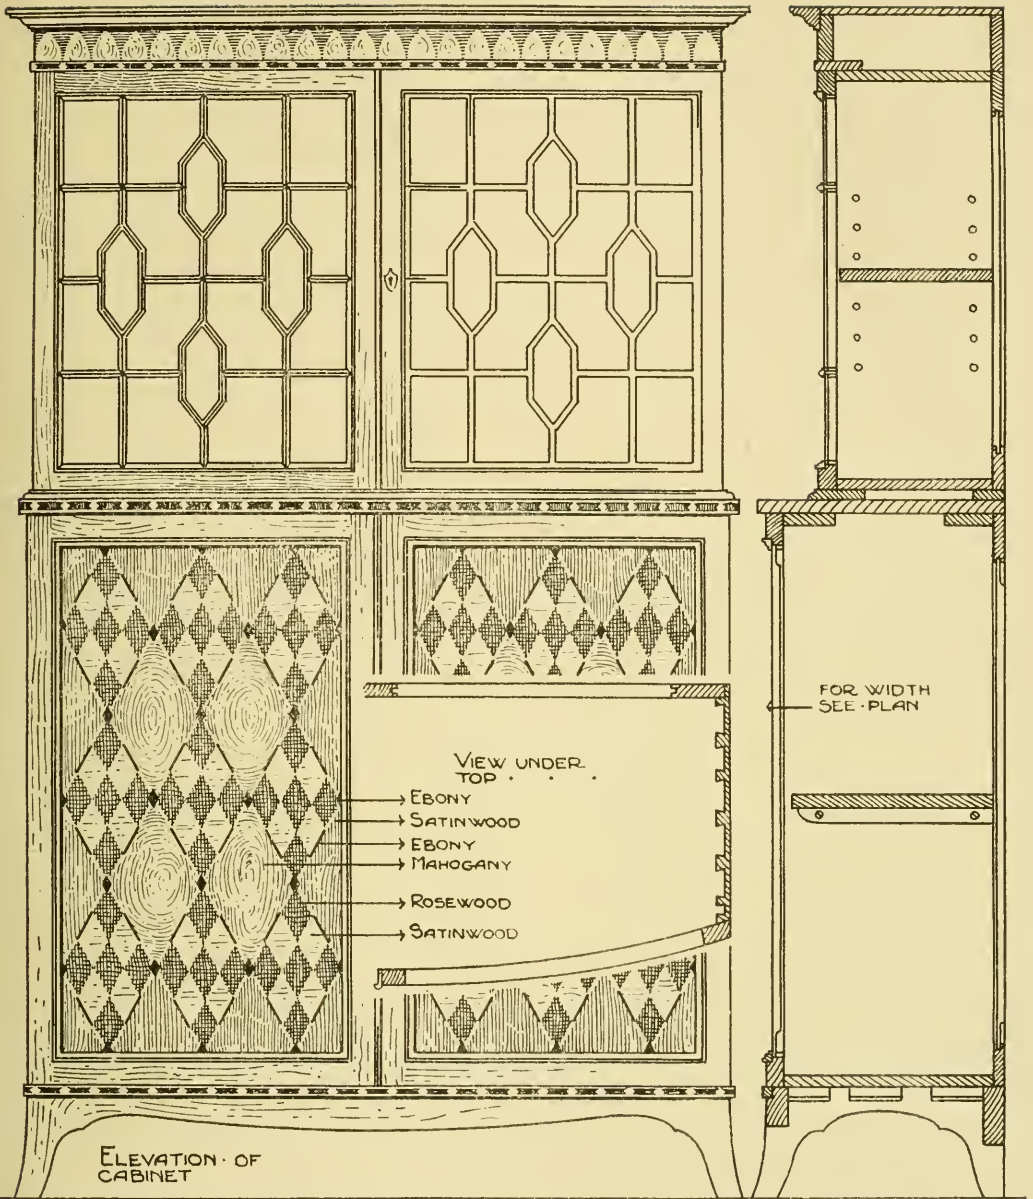 FOR WIDTH
SEE · PLAN
VIEW UNDER
TOP · · ·
EBONY
SATINWOOD
EBONY
MAHOGANY
ROSEWOOD
SATINWOOD
ELEVATION · OF
CABINET